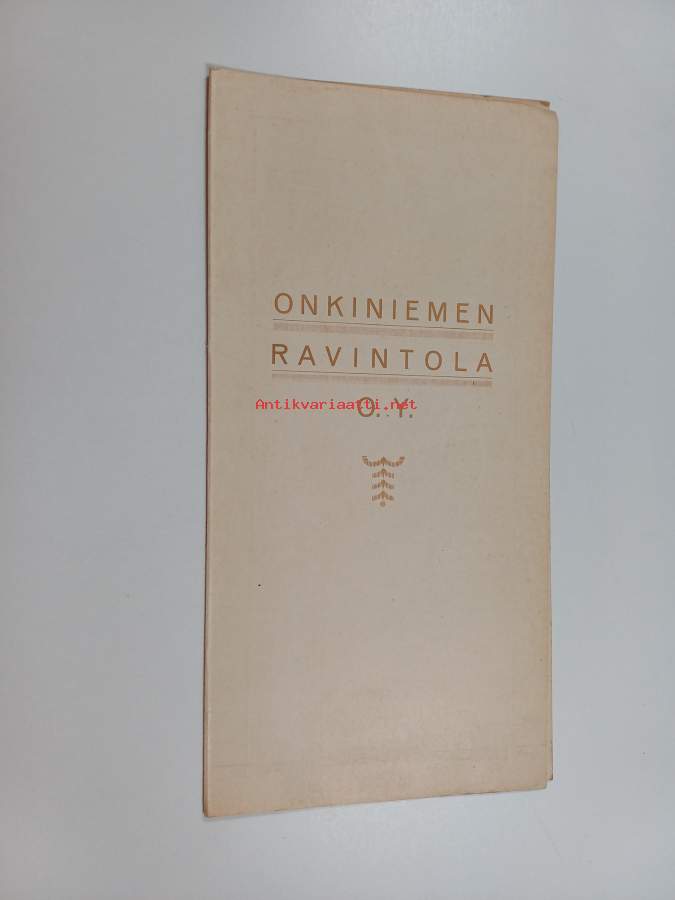 ONKINIEMEN
RAVINTOLA
O. Y.
Antikvariaatti.net